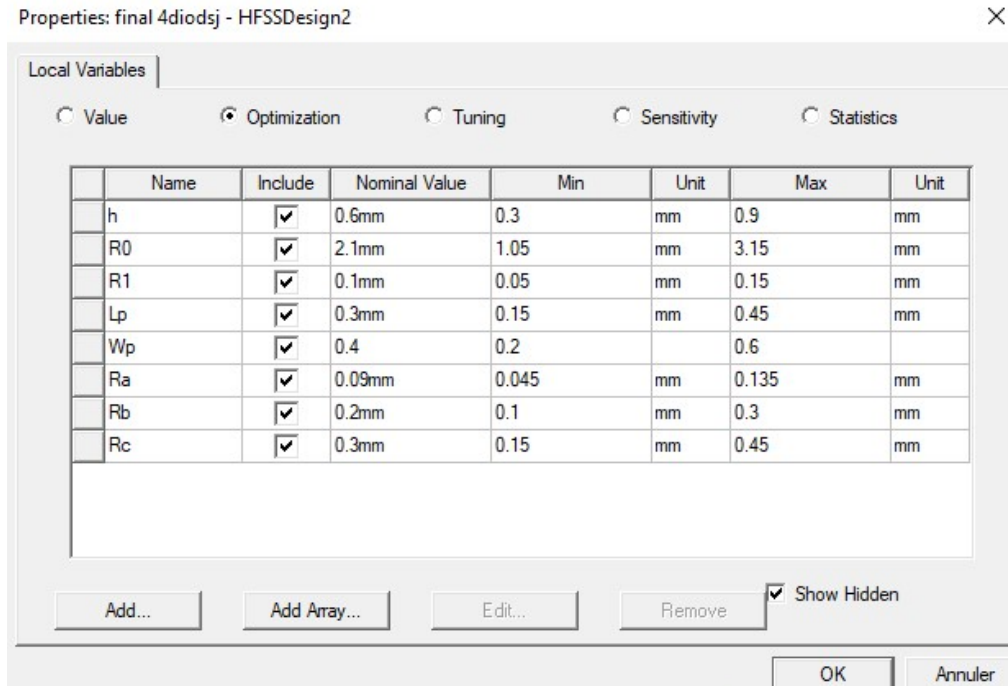 Properties: final 4diodsj - HFSSDesign2
Local Variables
Value Optimization Tuning Sensitivity Statistics
Name Include Nominal Value Min Unit Max Unit
h 0.6mm 0.3 mm 0.9 mm
R0 2.1mm 1.05 mm 3.15 mm
R1 0.1mm 0.05 mm 0.15 mm
Lp 0.3mm 0.15 mm 0.45 mm
Wp 0.4 0.2 0.6
Ra 0.09mm 0.045 mm 0.135 mm
Rb 0.2mm 0.1 mm 0.3 mm
Rc 0.3mm 0.15 mm 0.45 mm
Add... Add Array... Edit... Remove Show Hidden
OK Annuler